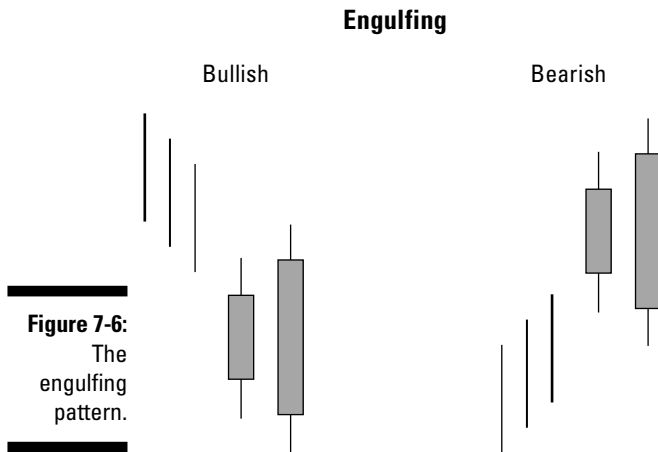 Engulfing
Bullish
Bearish
Figure 7-6:
The
engulfing
pattern.